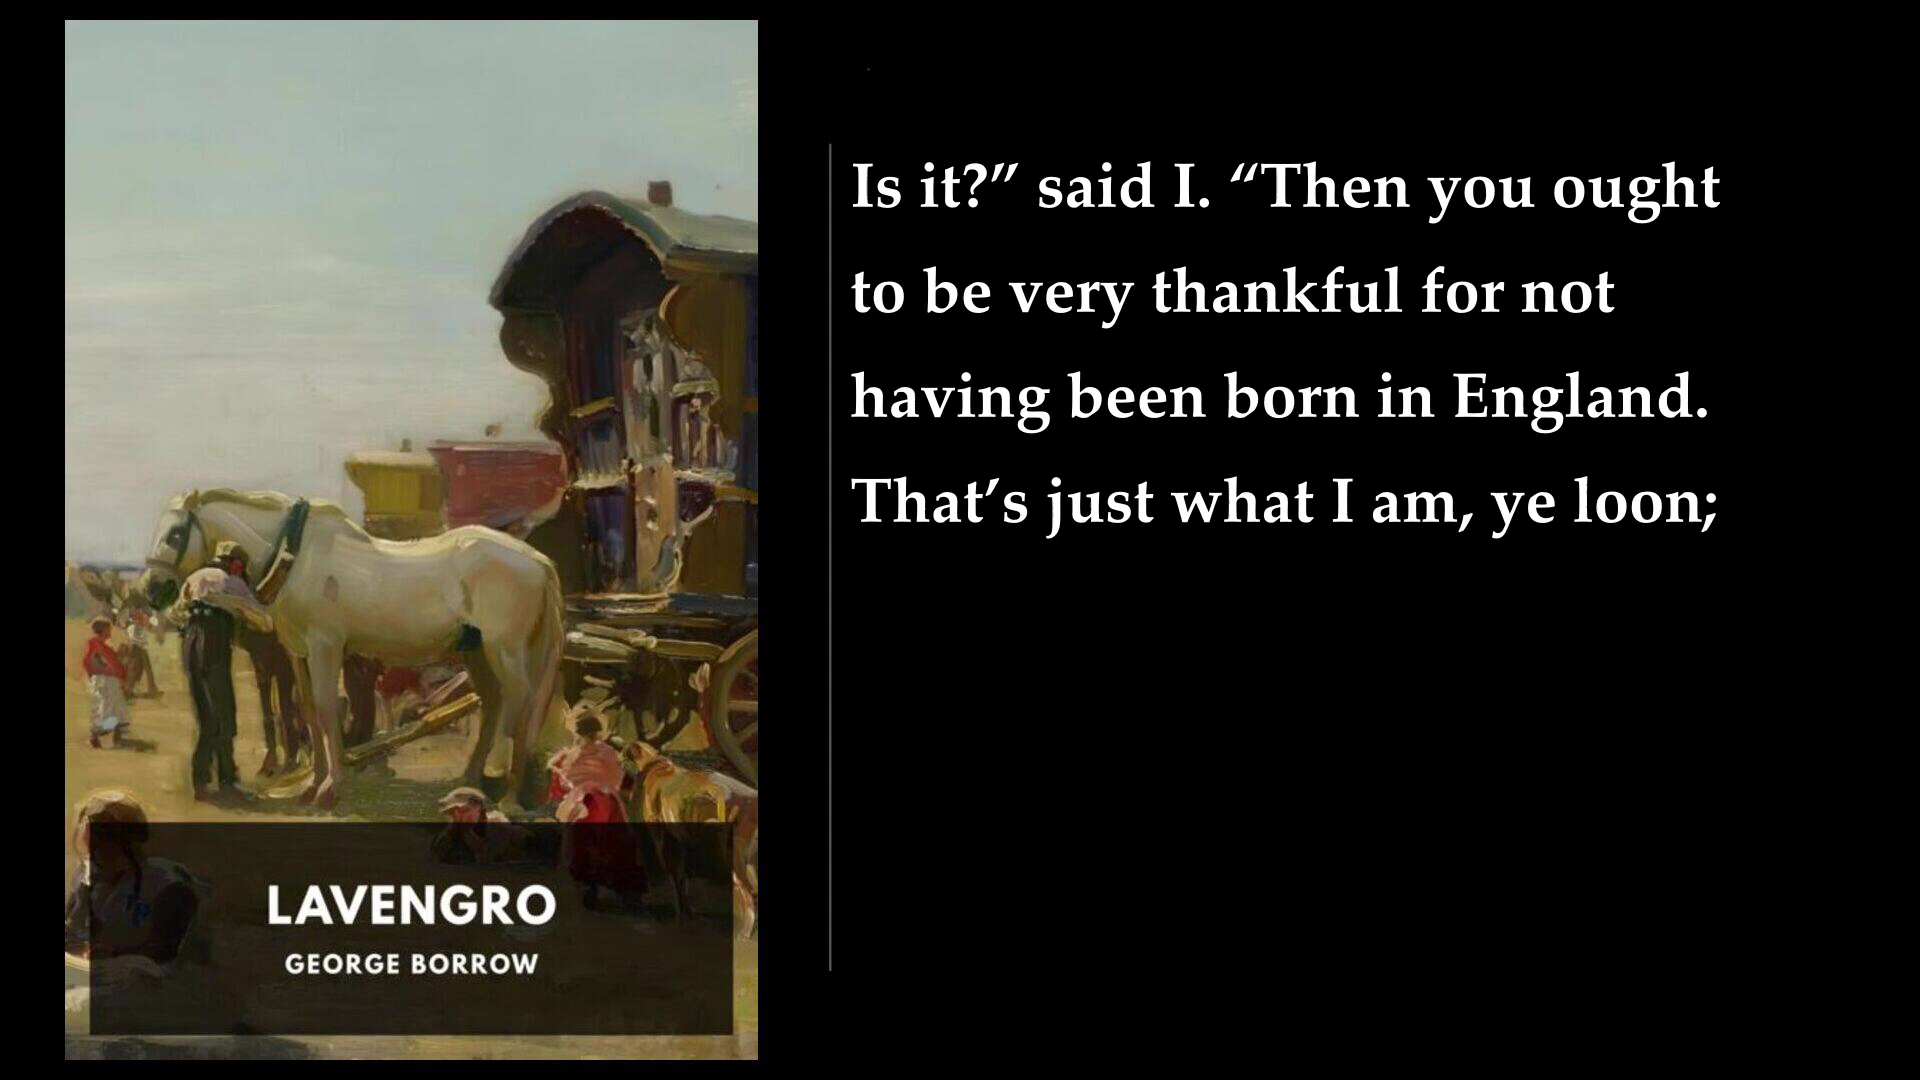 Is it?” said I. “Then you ought
to be very thankful for not
having been born in England.
That’s just what I am, ye loon;
LAVENGRO
GEORGE BORROW